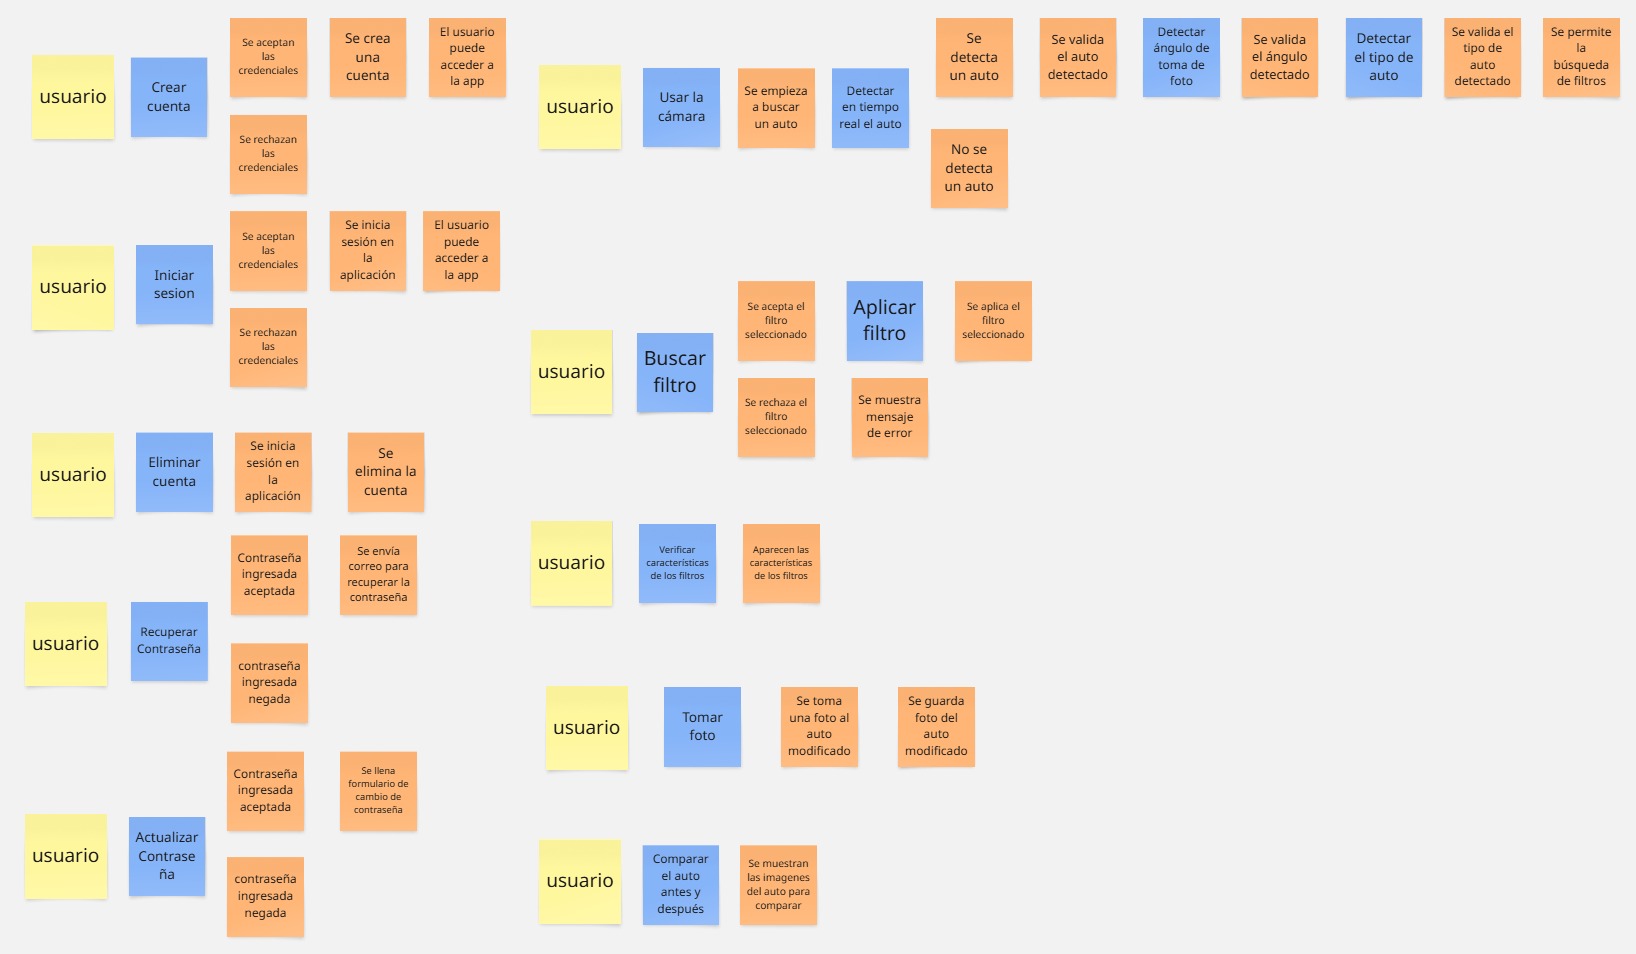 usuario
Crear
cuenta
Se aceptan
las
credenciales
Se crea
una
cuenta
El usuario
puede
acceder a
la app
Se rechazan
las
credenciales
usuario
Iniciar
sesion
Se aceptan
las
credenciales
Se inicia
sesión en
la
aplicación
El usuario
puede
acceder a
la app
Se rechazan
las
credenciales
usuario
Eliminar
cuenta
Se inicia
sesión en
la
aplicación
Se
elimina la
cuenta
usuario
Recuperar
Contraseña
Contraseña
ingresada
aceptada
Se envía
correo para
recuperar la
contraseña
contraseña
ingresada
negada
usuario
Actualizar
Contrase
ña
Contraseña
ingresada
aceptada
Se llena
formulario de
cambio de
contraseña
contraseña
ingresada
negada
usuario
Usar la
cámara
Se empieza
a buscar
un auto
Detectar
en tiempo
real el auto
Se
detecta
un auto
Se valida
el auto
detectado
Detectar
ángulo de
toma de
foto
Se valida
el ángulo
detectado
Detectar
el tipo de
auto
Se valida el
tipo de
auto
detectado
Se permite
la
búsqueda
de filtros
No se
detecta
un auto
usuario
Buscar
filtro
Se acepta el
filtro
seleccionado
Aplicar
filtro
Se aplica el
filtro
seleccionado
Se rechaza el
filtro
seleccionado
Se muestra
mensaje
de error
usuario
Verificar
características
de los filtros
Aparecen las
características
de los filtros
usuario
Tomar
foto
Se toma
una foto al
auto
modificado
Se guarda
foto del
auto
modificado
usuario
Comparar
el auto
antes y
después
Se muestran
las imagenes
del auto para
comparar